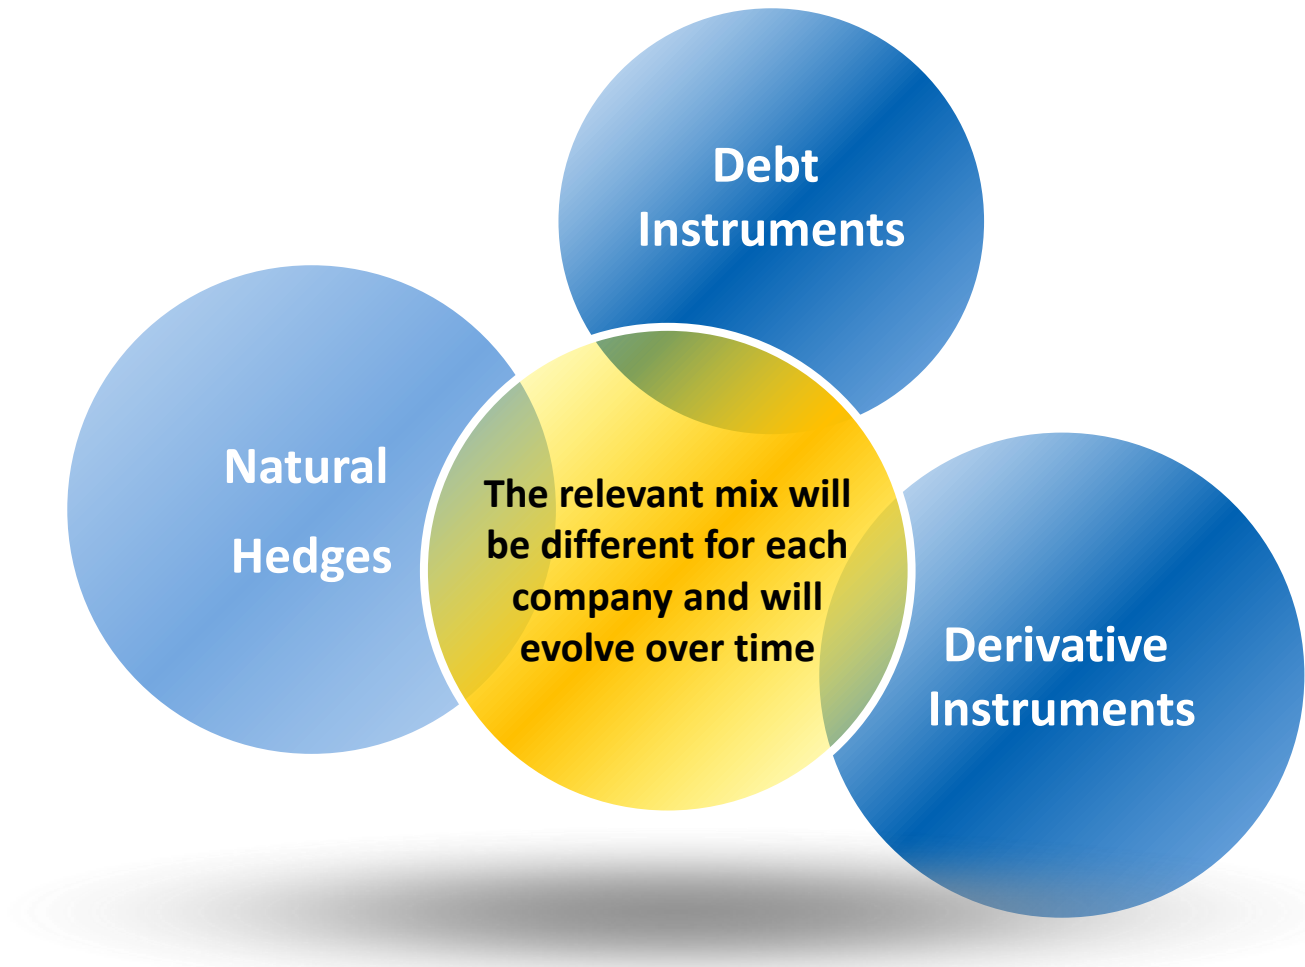 Debt
Instruments
Natural
Hedges
The relevant mix will
be different for each
company and will
evolve over time
Derivative
Instruments